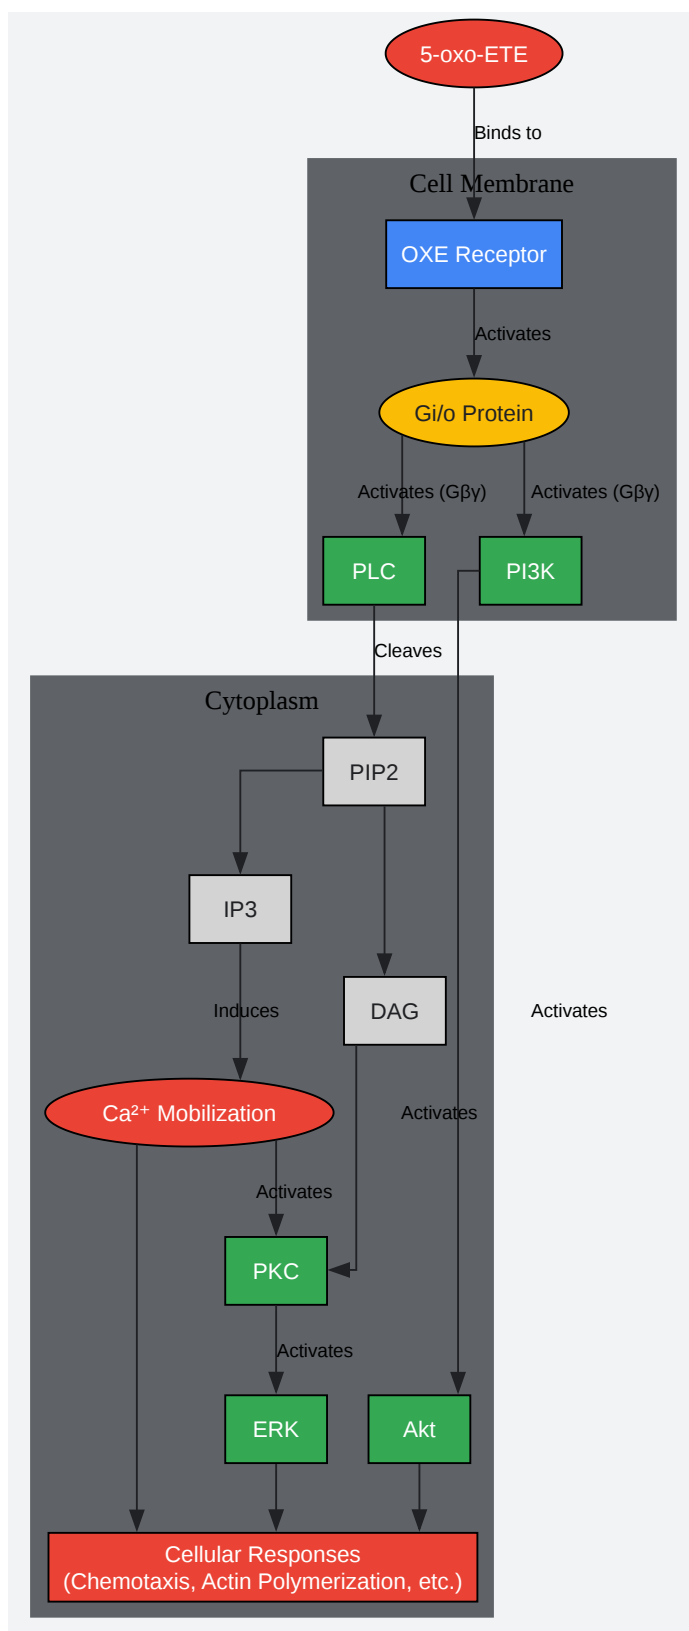 5-oxo-ETE
Binds to
Cell Membrane
OXE Receptor
Activates
Gi/o Protein
Activates (Gβγ)
Activates (Gβγ)
PLC
PI3K
Cleaves
Cytoplasm
PIP2
IP3
DAG
Induces
Activates
Ca²⁺ Mobilization
Activates
Activates
PKC
Activates
ERK
Akt
Cellular Responses
(Chemotaxis, Actin Polymerization, etc.)